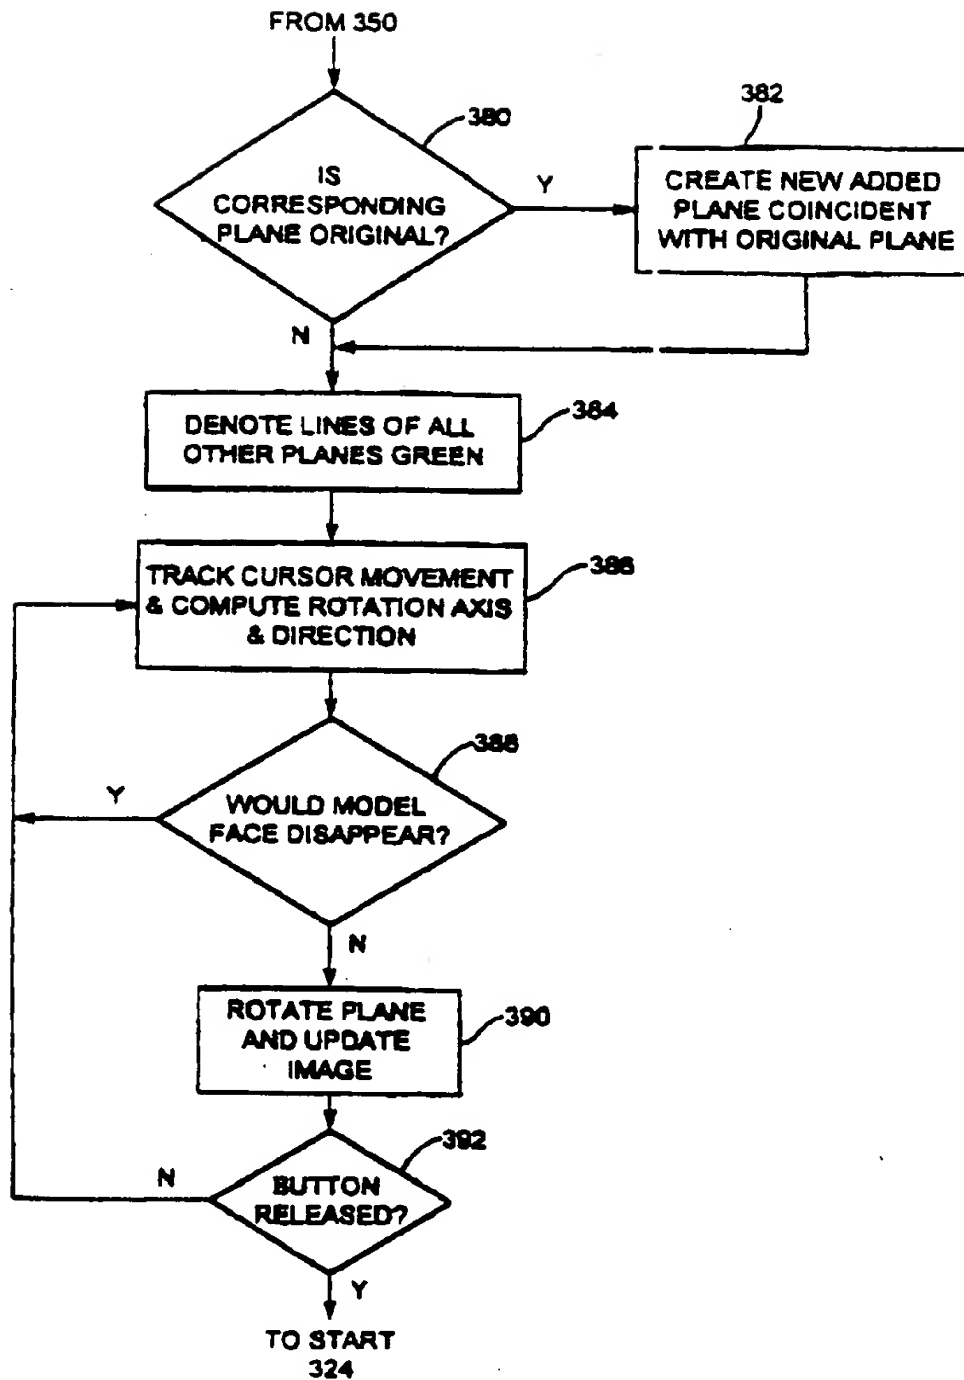 FROM 350
380
IS
CORRESPONDING
PLANE ORIGINAL?
Y
382
CREATE NEW ADDED
PLANE COINCIDENT
WITH ORIGINAL PLANE
N
384
DENOTE LINES OF ALL
OTHER PLANES GREEN
386
TRACK CURSOR MOVEMENT
& COMPUTE ROTATION AXIS
& DIRECTION
388
WOULD MODEL
FACE DISAPPEAR?
Y
N
390
ROTATE PLANE
AND UPDATE
IMAGE
392
BUTTON
RELEASED?
N
Y
TO START
324